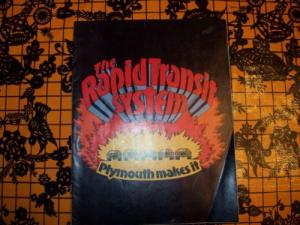 The
Rapid Transit
System
Plymouth makes it